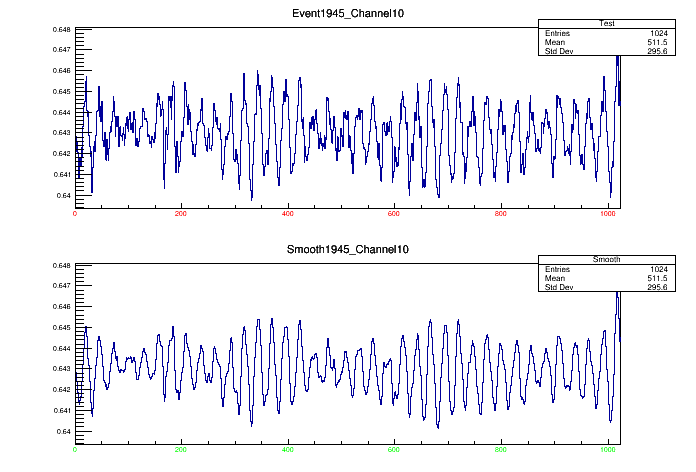 Event1945_Channel10
Test
Entries 1024
Mean 511.5
Std Dev 295.6
0.648
0.647
0.646
0.645
0.644
0.643
0.642
0.641
0.64
0 200 400 600 800 1000
Smooth1945_Channel10
Smooth
Entries 1024
Mean 511.5
Std Dev 295.6
0.648
0.647
0.646
0.645
0.644
0.643
0.642
0.641
0.64
0 200 400 600 800 1000